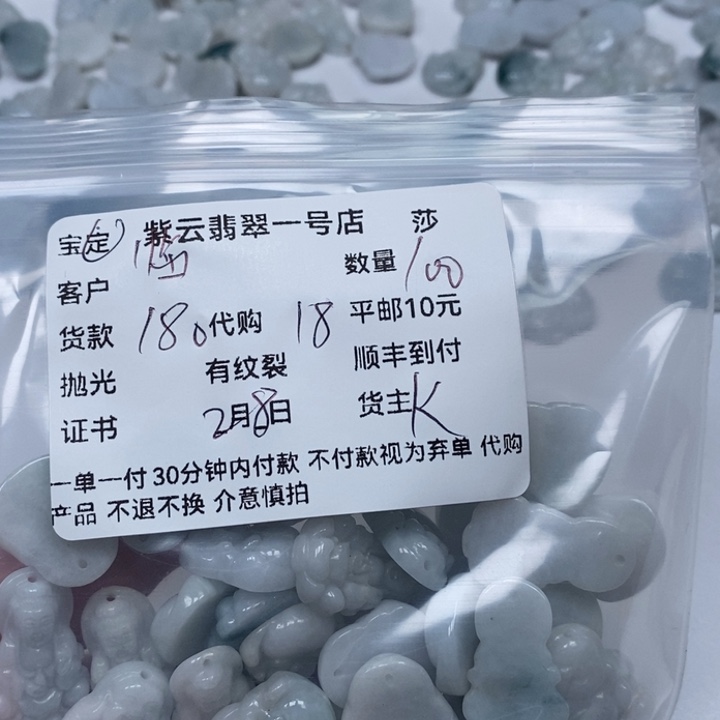 宝定 紫云翡翠一号店 莎
客户 数量 100
货款 180 代购 18 平邮10元
抛光 有纹裂 顺丰到付
证书 2月8日 货主 K
一单一付 30分钟内付款 不付款视为弃单 代购
产品 不退不换 介意慎拍